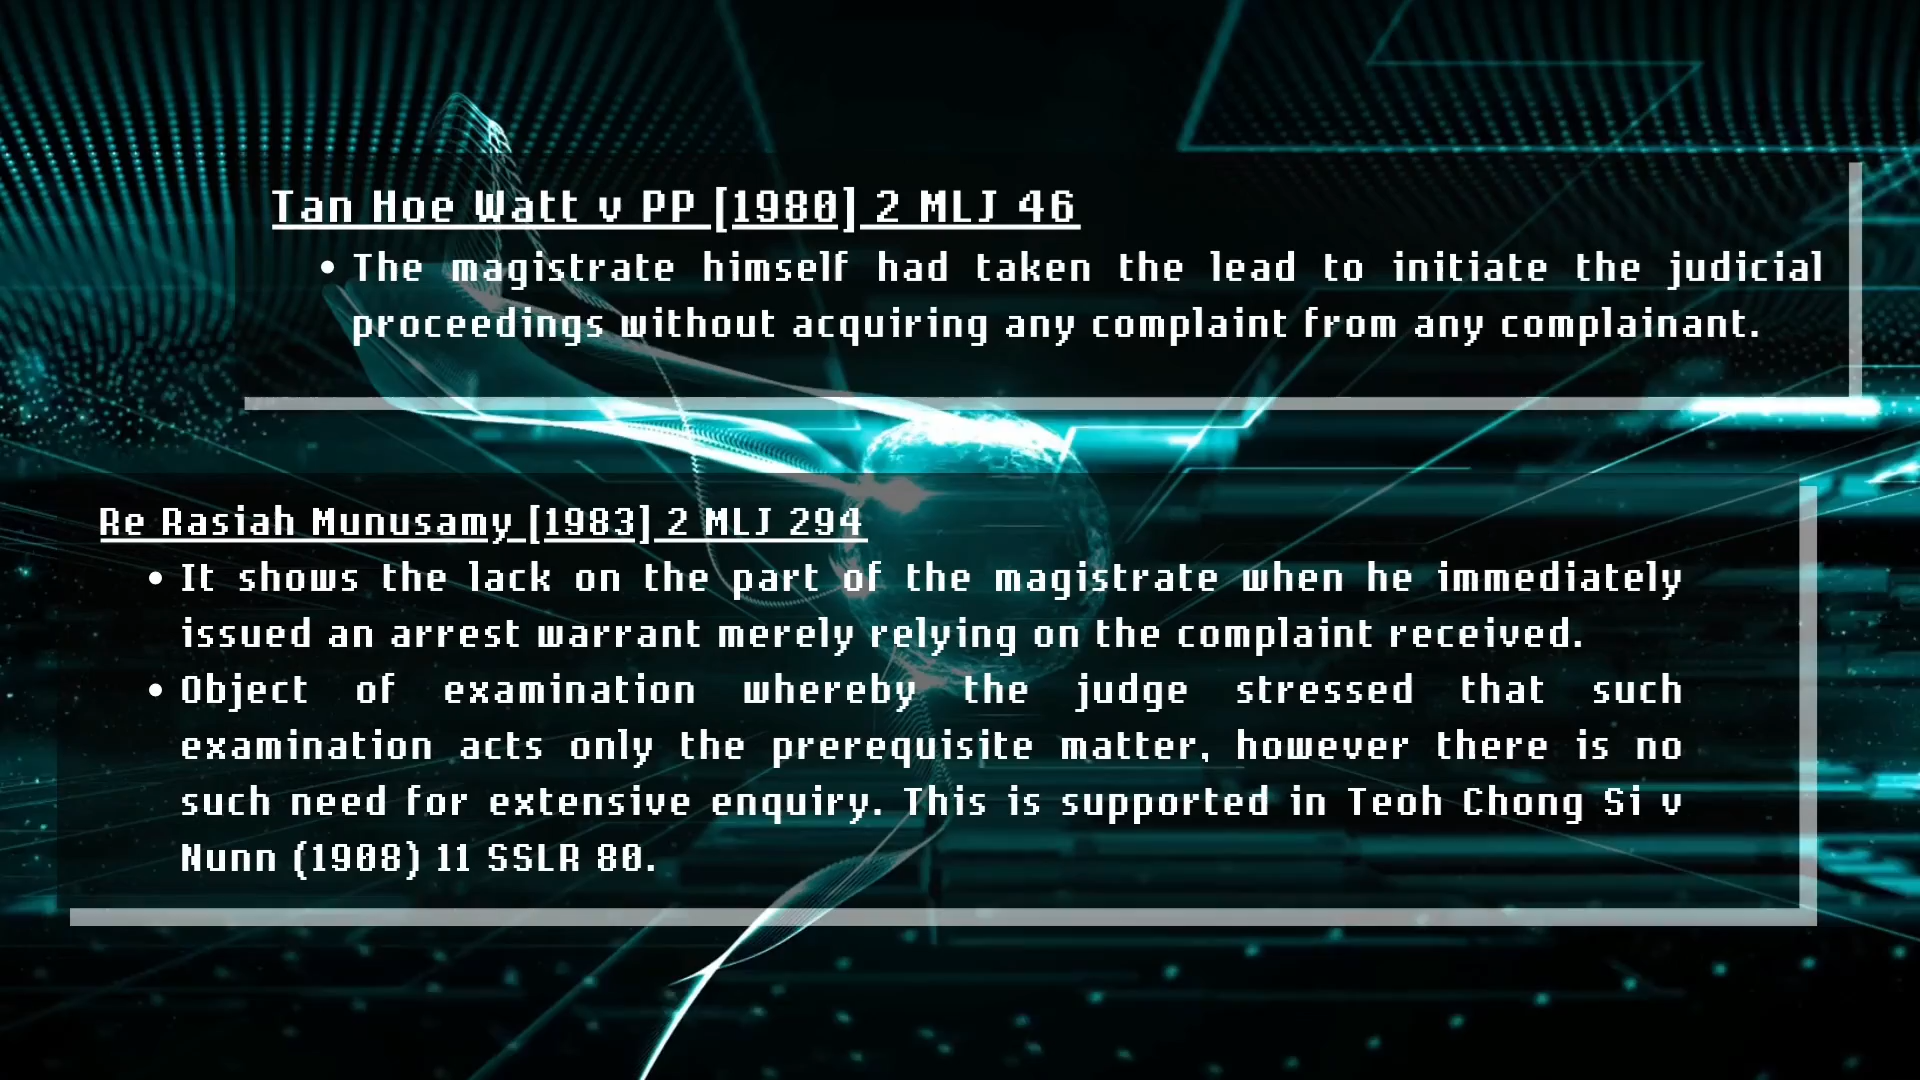 Tan Hoe Watt v PP [1980] 2 MLJ 46
• The magistrate himself had taken the lead to initiate the judicial
proceedings without acquiring any complaint from any complainant.
Re Rasiah Munusamy [1983] 2 MLJ 294
• It shows the lack on the part of the magistrate when he immediately
issued an arrest warrant merely relying on the complaint received.
• Object of examination whereby the judge stressed that such
examination acts only the prerequisite matter, however there is no
such need for extensive enquiry. This is supported in Teoh Chong Si v
Nunn (1908) 11 SSLR 80.